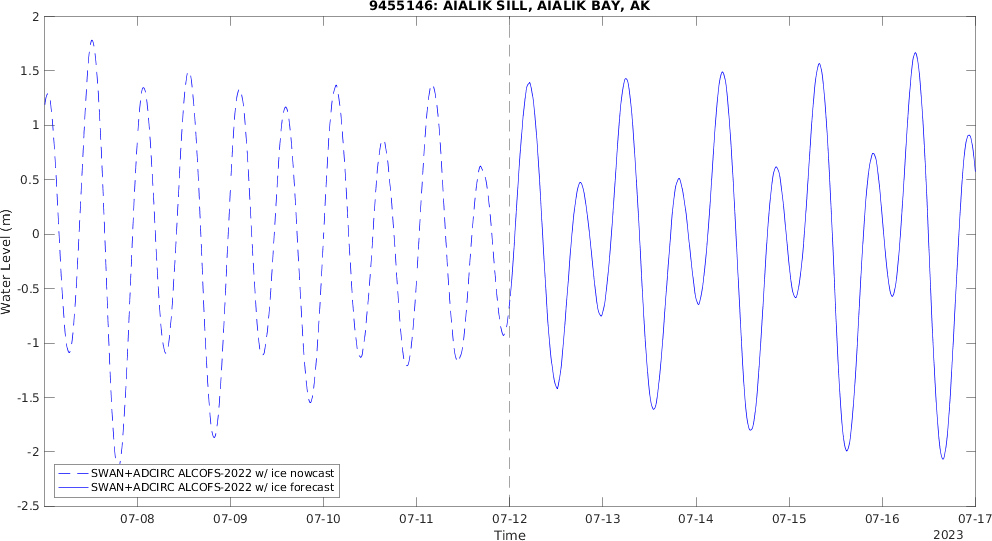 9455146: AIALIK SILL, AIALIK BAY, AK
Water Level (m)
2
1.5
1
0.5
0
-0.5
-1
-1.5
-2
-2.5
SWAN+ADCIRC ALCOFS-2022 w/ ice nowcast
SWAN+ADCIRC ALCOFS-2022 w/ ice forecast
07-08 07-09 07-10 07-11 07-12 07-13 07-14 07-15 07-16 07-17
Time
2023